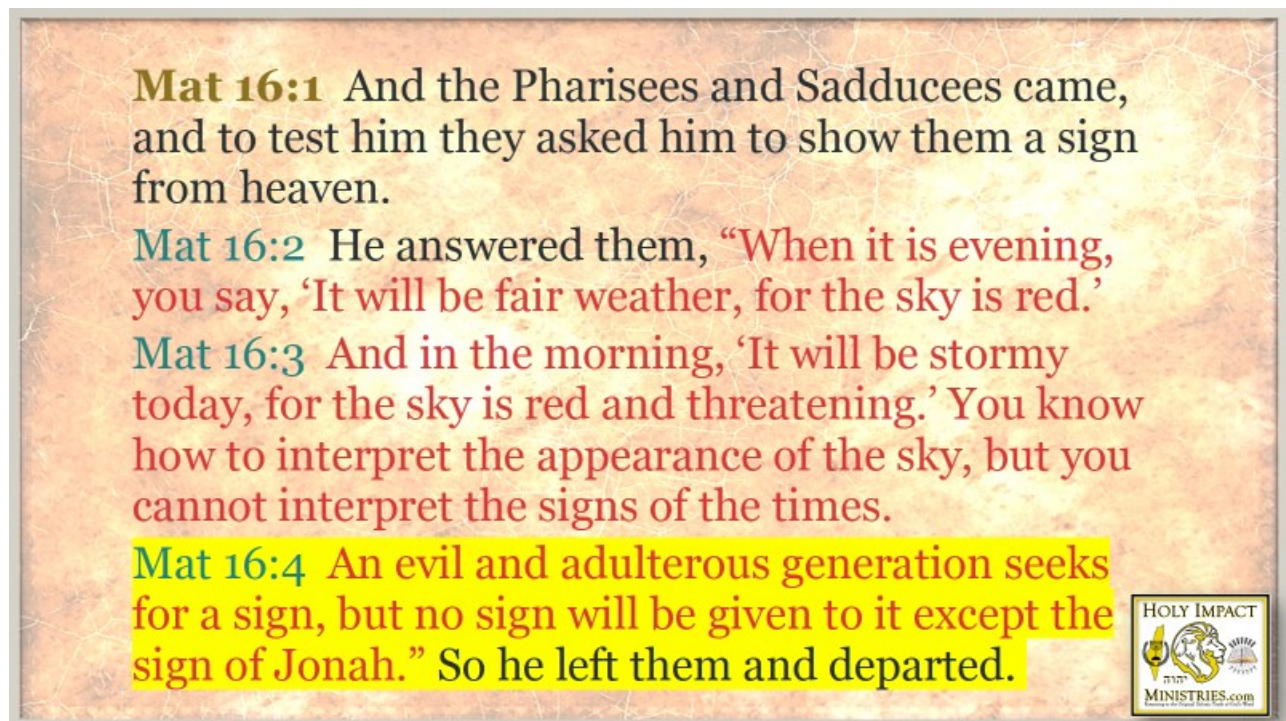 Mat 16:1 And the Pharisees and Sadducees came,
and to test him they asked him to show them a sign
from heaven.
Mat 16:2 He answered them, “When it is evening,
you say, ‘It will be fair weather, for the sky is red.’
Mat 16:3 And in the morning, ‘It will be stormy
today, for the sky is red and threatening.’ You know
how to interpret the appearance of the sky, but you
cannot interpret the signs of the times.
Mat 16:4 An evil and adulterous generation seeks
for a sign, but no sign will be given to it except the
sign of Jonah.” So he left them and departed.
HOLY IMPACT
יהוה
MINISTRIES.com